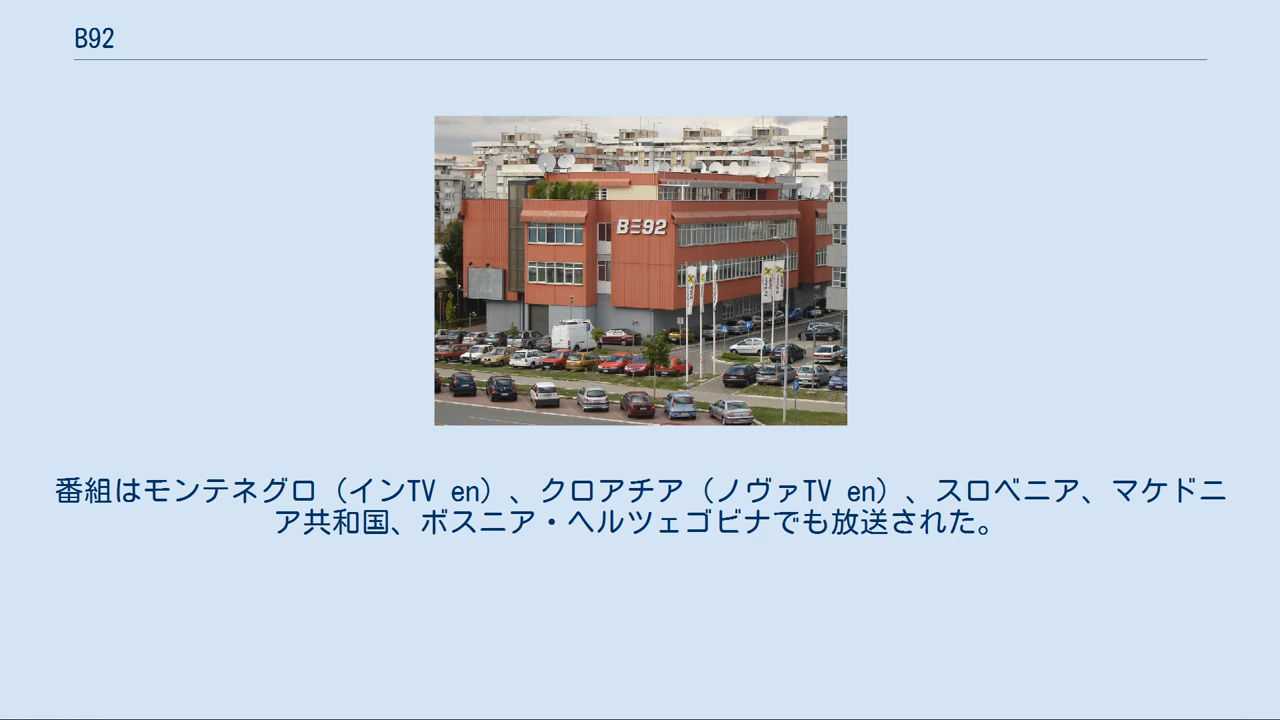 B92
B92
番組はモンテネグロ（インTV en）、クロアチア（ノヴァTV en）、スロベニア、マケドニ
ア共和国、ボスニア・ヘルツェゴビナでも放送された。